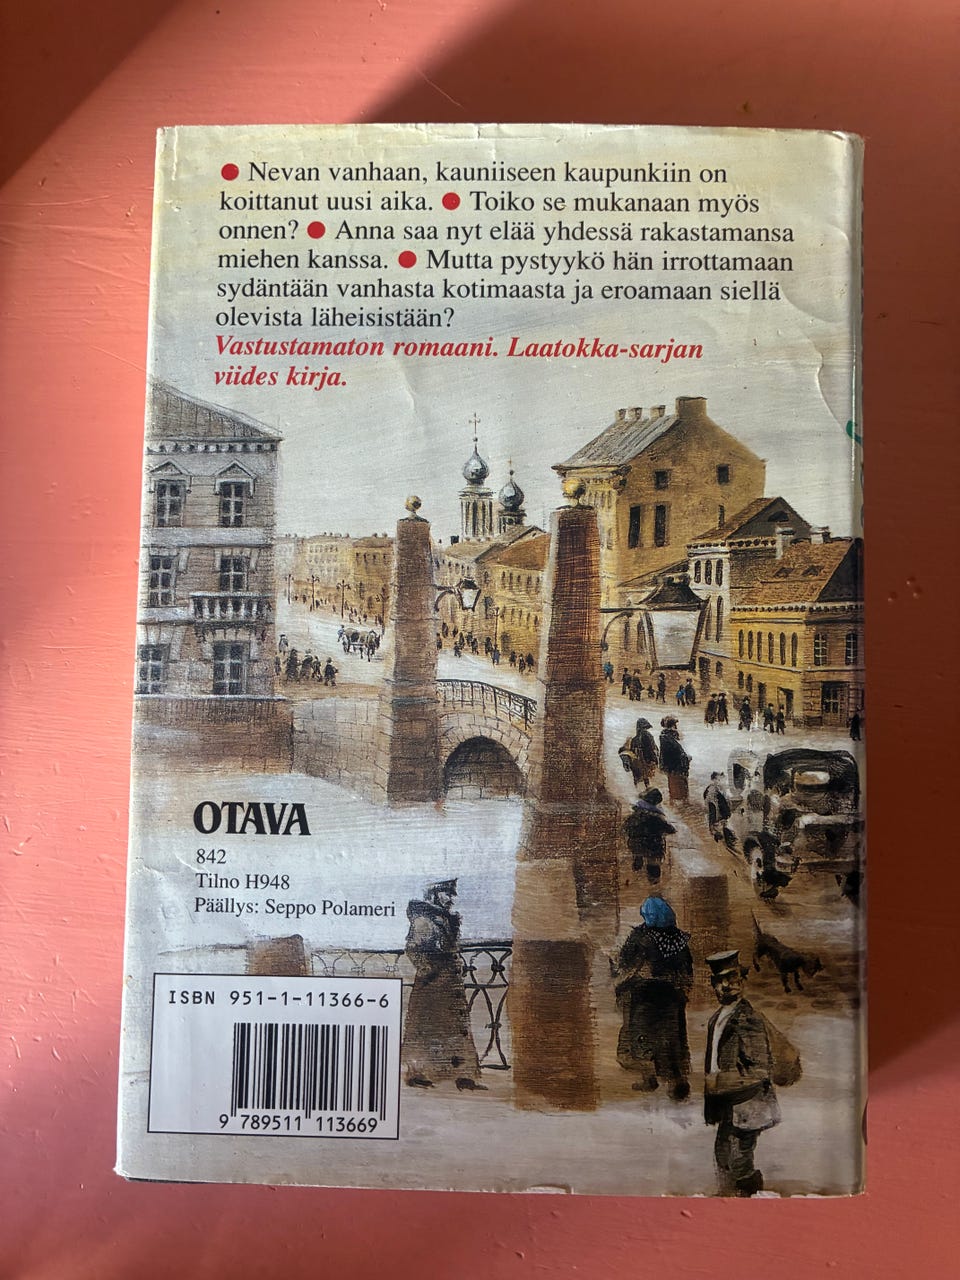 ● Nevan vanhaan, kauniiseen kaupunkiin on
koittanut uusi aika. ● Toiko se mukanaan myös
onnen? ● Anna saa nyt elää yhdessä rakastamansa
miehen kanssa. ● Mutta pystyykö hän irrottamaan
sydäntään vanhasta kotimaasta ja eroamaan siellä
olevista läheisistään?
Vastustamaton romaani. Laatokka-sarjan
viides kirja.
OTAVA
842
Tilno H948
Päällys: Seppo Polameri
ISBN 951-1-11366-6
9 789511 113669